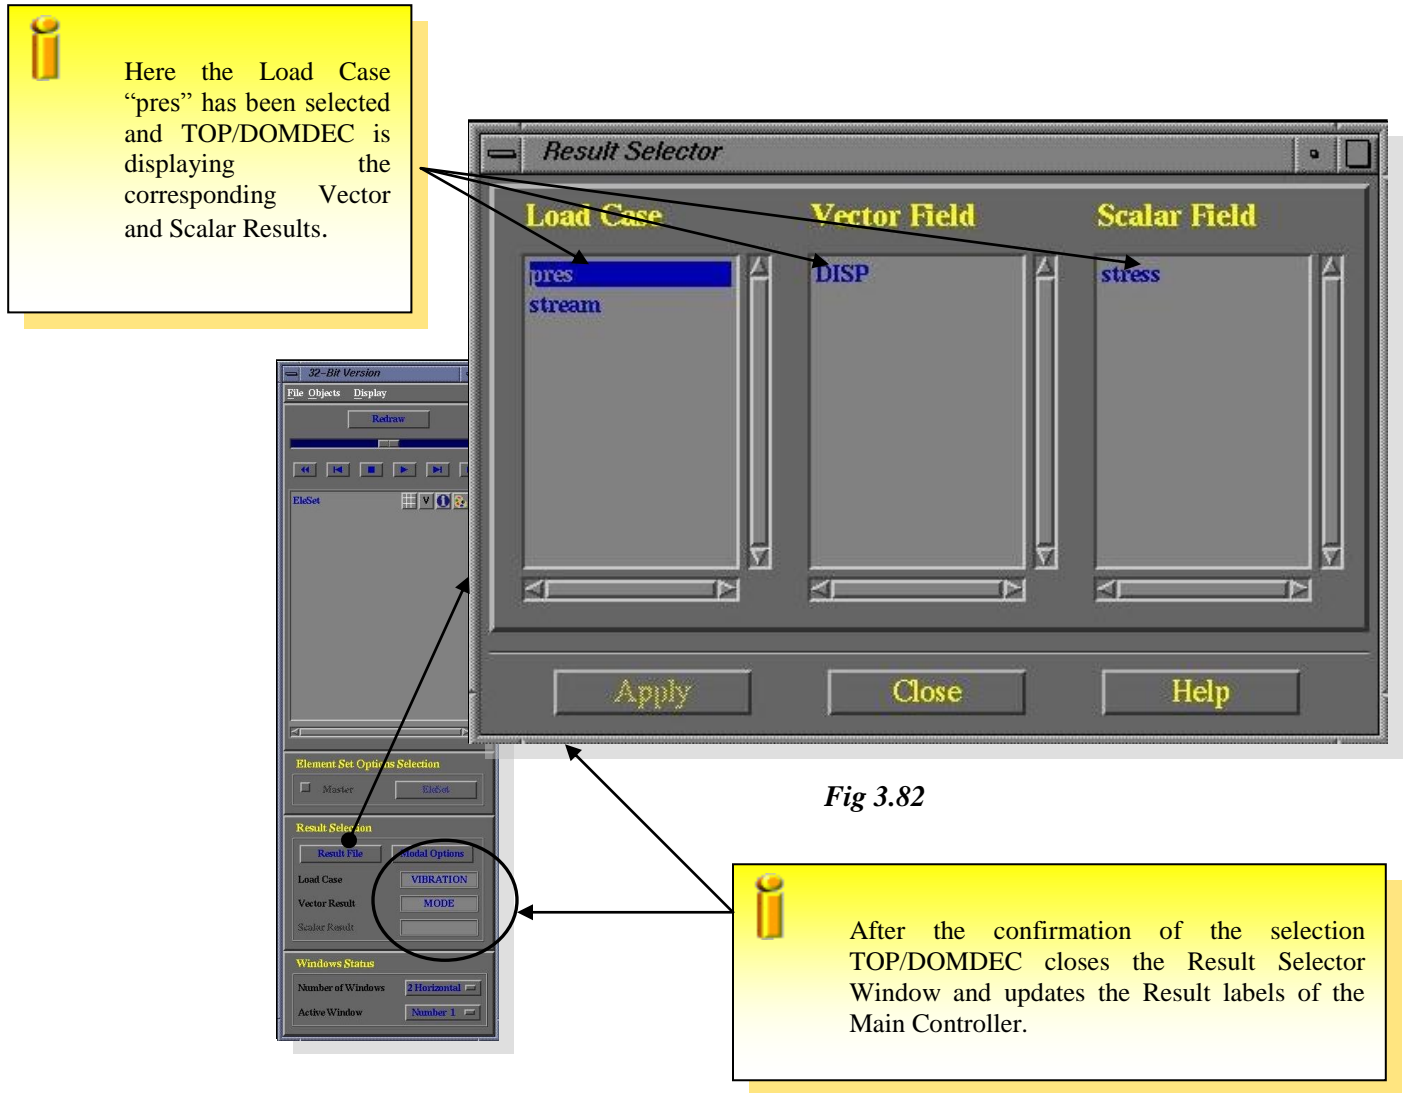 Here the Load Case
“pres” has been selected
and TOP/DOMDEC is
displaying the
corresponding Vector
and Scalar Results.
Result Selector
Load Case Vector Field Scalar Field
pres DISP stress
stream
Apply Close Help
32-Bit Version
File Objects Display
Redraw
EleSet V
Element Set Options Selection
Master EleSet
Result Selection
Result File Modal Options
Load Case VIBRATION
Vector Result MODE
Scalar Result
Windows Status
Number of Windows 2 Horizontal
Active Window Number 1
Fig 3.82
After the confirmation of the selection
TOP/DOMDEC closes the Result Selector
Window and updates the Result labels of the
Main Controller.